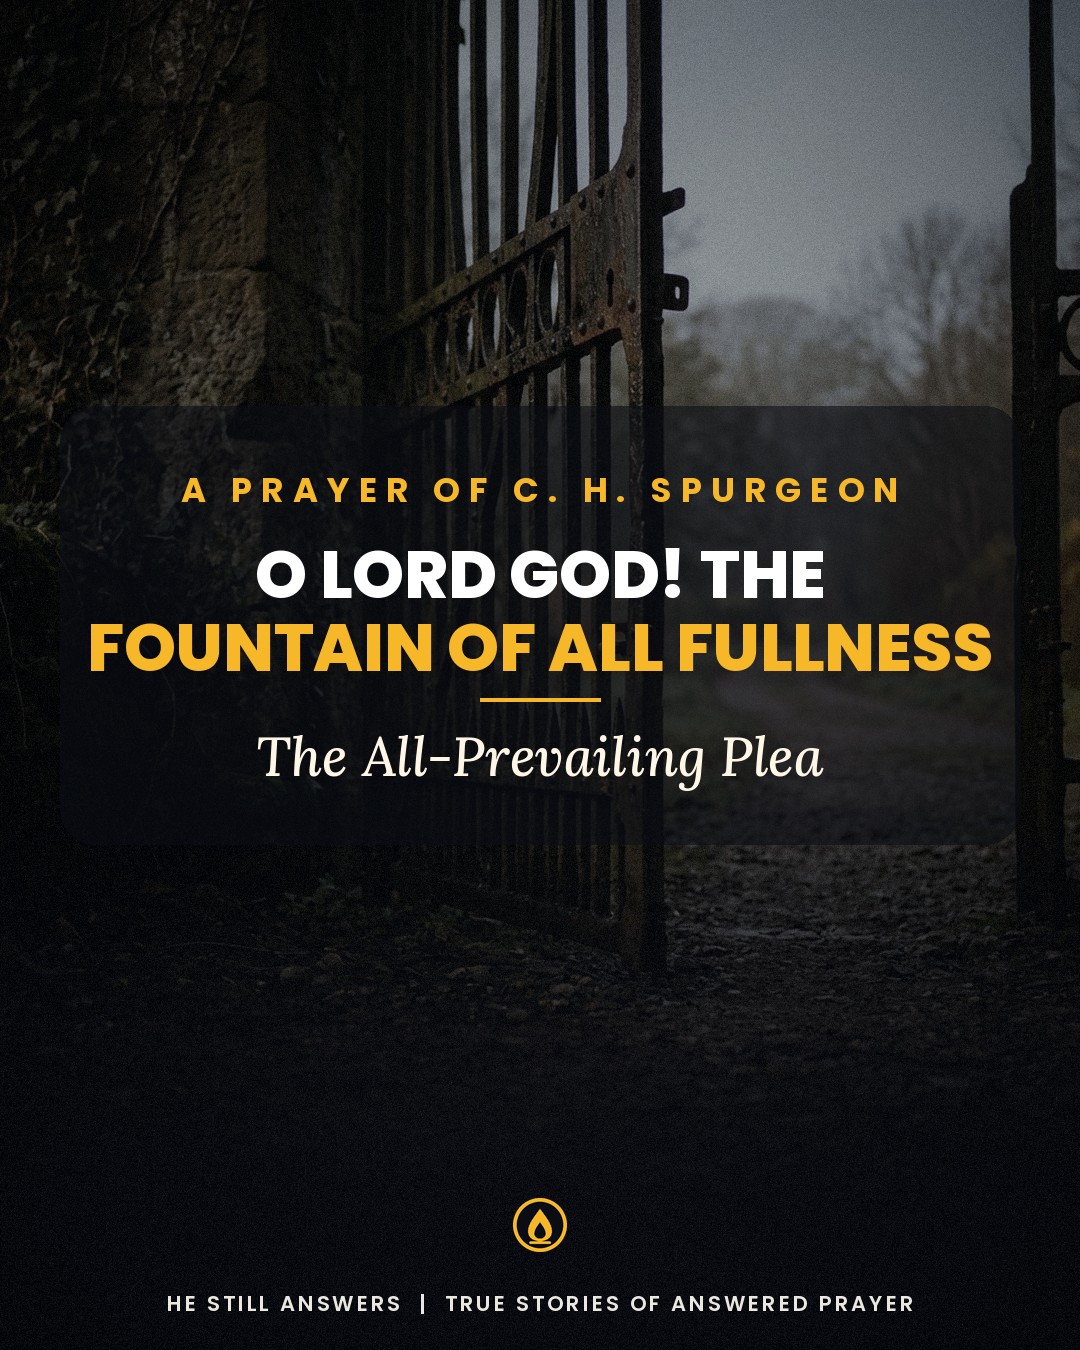 A PRAYER OF C. H. SPURGEON
O LORD GOD! THE
FOUNTAIN OF ALL FULLNESS
The All-Prevailing Plea
HE STILL ANSWERS | TRUE STORIES OF ANSWERED PRAYER